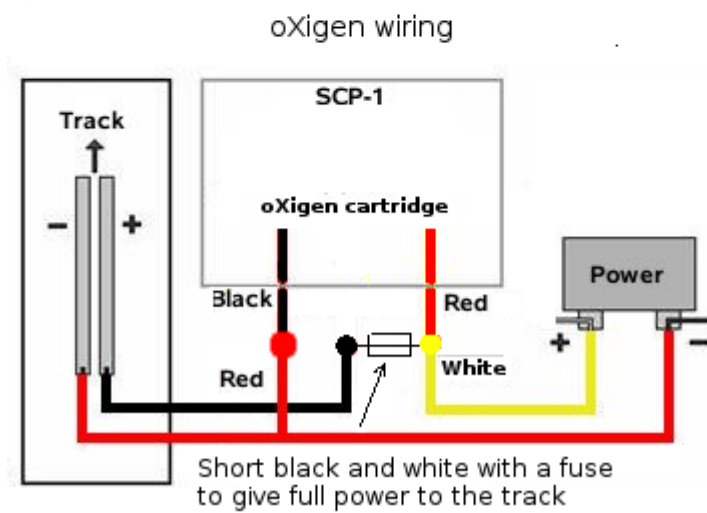 oXigen wiring
SCP-1
Track
oXigen cartridge
- +
Power
Black Red
+ -
Red White
Short black and white with a fuse
to give full power to the track